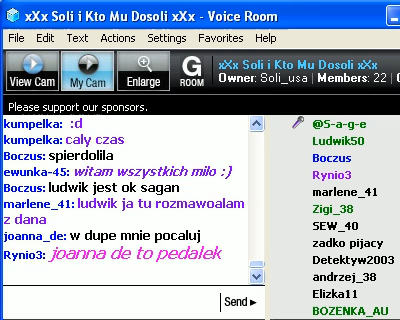 xXx Soli i Kto Mu Dosoli xXx - Voice Room
File Edit Text Actions Settings Favorites Help
View Cam My Cam Enlarge G ROOM
xXx Soli i Kto Mu Dosoli xXx
Owner: Soli_usa | Members: 22 |
Please support our sponsors.
kumpelka: :d
kumpelka: caly czas
Boczus: spierdolila
ewunka-45: witam wszystkich milo :)
Boczus: ludwik jest ok sagan
marlene_41: ludwik ja tu rozmawoalam
z dana
joanna_de: w dupe mnie pocaluj
Rynio3: joanna de to pedalek
Send
@S-a-g-e
Ludwik50
Boczus
Rynio3
marlene_41
Zigi_38
SEW_40
zadko pijacy
Detektyw2003
andrzej_38
Elizka11
BOZENKA_AU